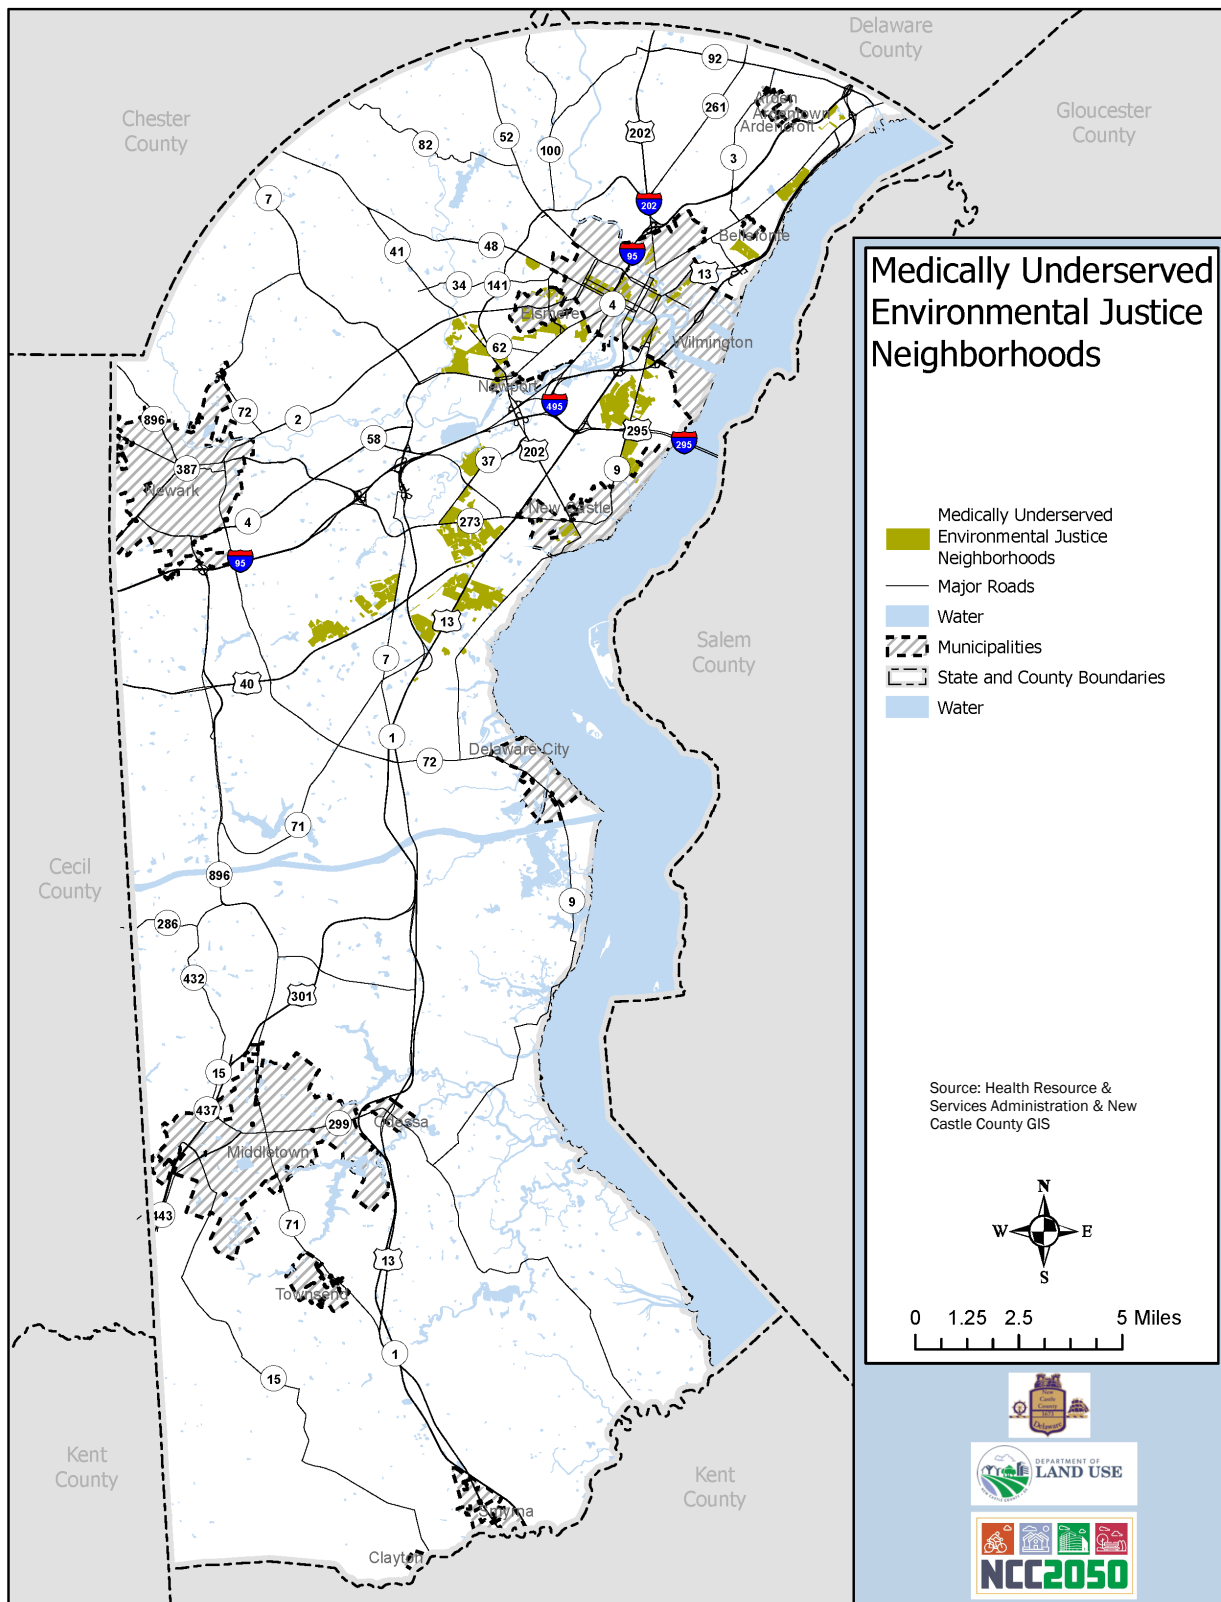 Delaware
County
Chester
County
Gloucester
County
92
Arden
Ardentown
Ardencroft
261
202
52
100
82
3
7
202
41
48
Bellefonte
95
13
34
141
4
Elsmere
Wilmington
62
Newport
495
896
72
2
58
295
295
202
37
9
387
Newark
New Castle
4
273
95
13
7
40
Salem
County
1
Delaware City
72
71
Cecil
County
896
9
286
432
301
15
437
299
Odessa
Middletown
443
71
13
Townsend
1
15
Kent
County
Kent
County
Smyrna
Clayton
Medically Underserved
Environmental Justice
Neighborhoods
Medically Underserved
Environmental Justice
Neighborhoods
Major Roads
Water
Municipalities
State and County Boundaries
Water
Source: Health Resource &
Services Administration & New
Castle County GIS
N
W E
S
0 1.25 2.5 5 Miles
New
Castle
County
Delaware
DEPARTMENT OF
LAND USE
NCC2050